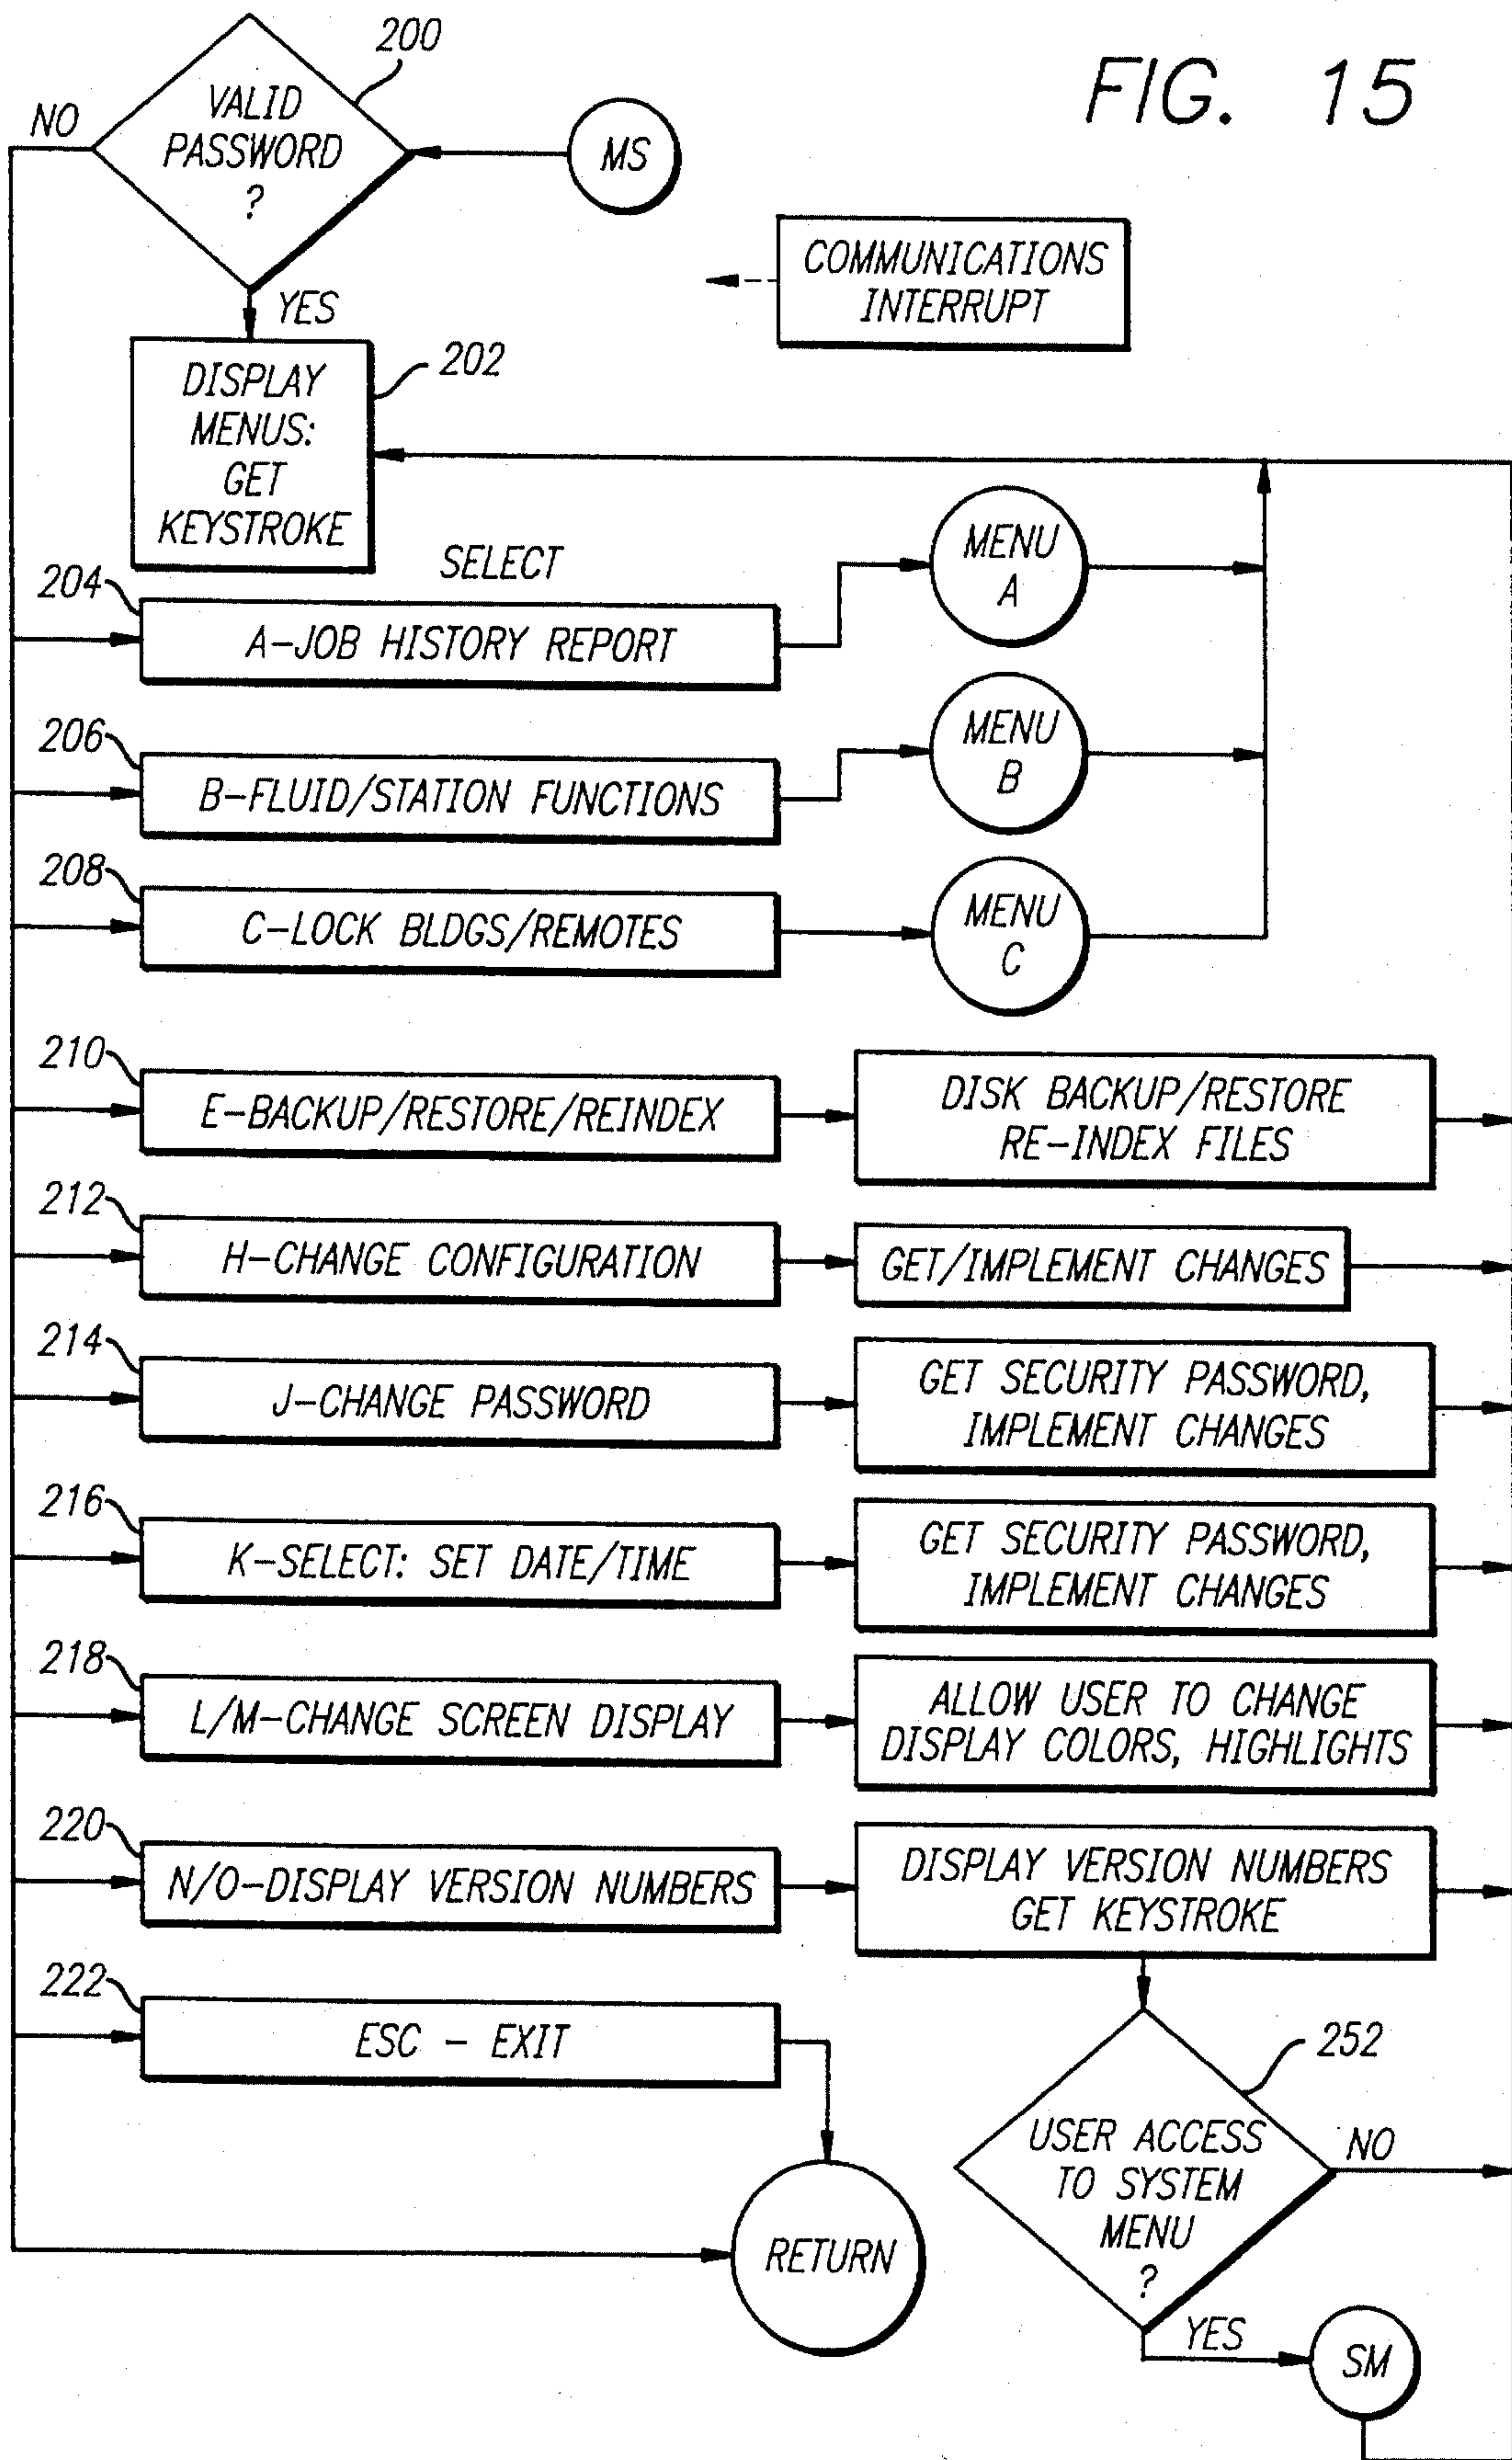 FIG. 15
200
NO
VALID
PASSWORD
?
MS
COMMUNICATIONS
INTERRUPT
YES
202
DISPLAY
MENUS:
GET
KEYSTROKE
SELECT
204
A-JOB HISTORY REPORT
MENU
A
206
B-FLUID/STATION FUNCTIONS
MENU
B
208
C-LOCK BLDGS/REMOTES
MENU
C
210
E-BACKUP/RESTORE/REINDEX
DISK BACKUP/RESTORE
RE-INDEX FILES
212
H-CHANGE CONFIGURATION
GET/IMPLEMENT CHANGES
214
J-CHANGE PASSWORD
GET SECURITY PASSWORD,
IMPLEMENT CHANGES
216
K-SELECT: SET DATE/TIME
GET SECURITY PASSWORD,
IMPLEMENT CHANGES
218
L/M-CHANGE SCREEN DISPLAY
ALLOW USER TO CHANGE
DISPLAY COLORS, HIGHLIGHTS
220
N/O-DISPLAY VERSION NUMBERS
DISPLAY VERSION NUMBERS
GET KEYSTROKE
222
ESC - EXIT
252
USER ACCESS
TO SYSTEM
MENU
?
NO
RETURN
YES
SM